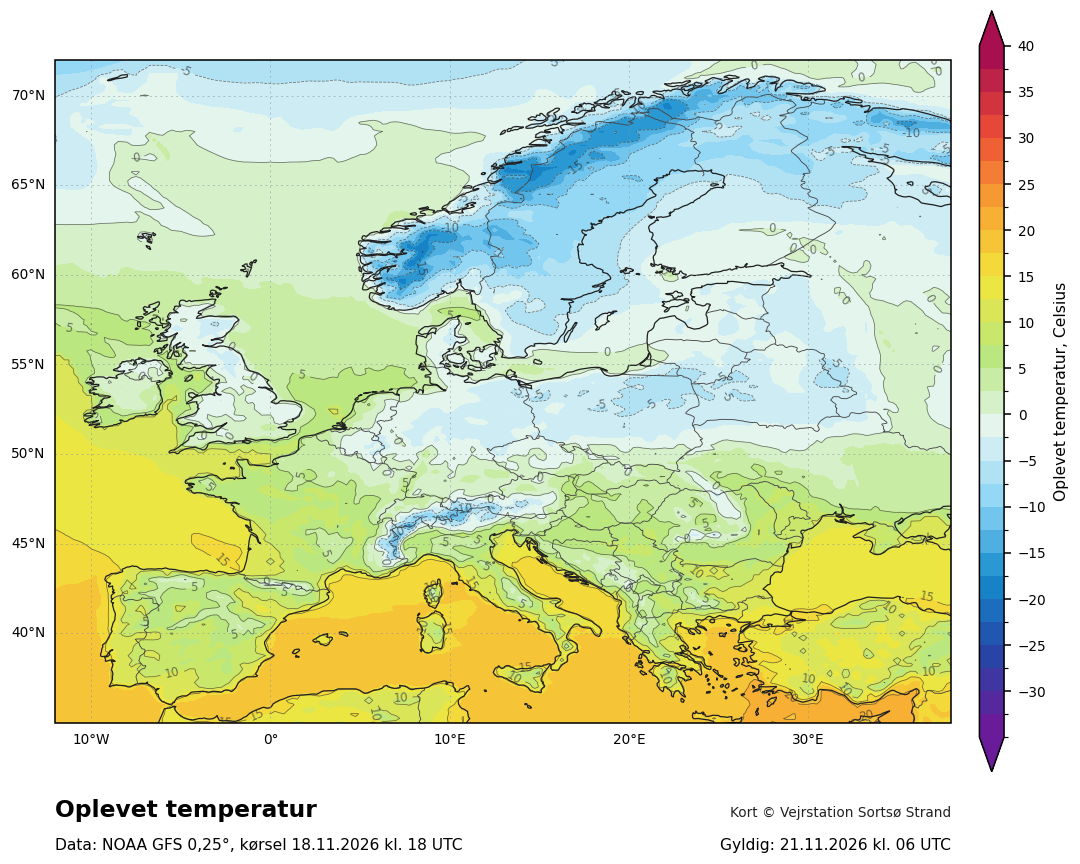 70°N
65°N
60°N
55°N
50°N
45°N
40°N
10°W
0°
10°E
20°E
30°E
40
35
30
25
20
15
10
5
0
−5
−10
−15
−20
−25
−30
Oplevet temperatur, Celsius
Oplevet temperatur
Kort © Vejrstation Sortsø Strand
Data: NOAA GFS 0,25°, kørsel 18.11.2026 kl. 18 UTC
Gyldig: 21.11.2026 kl. 06 UTC